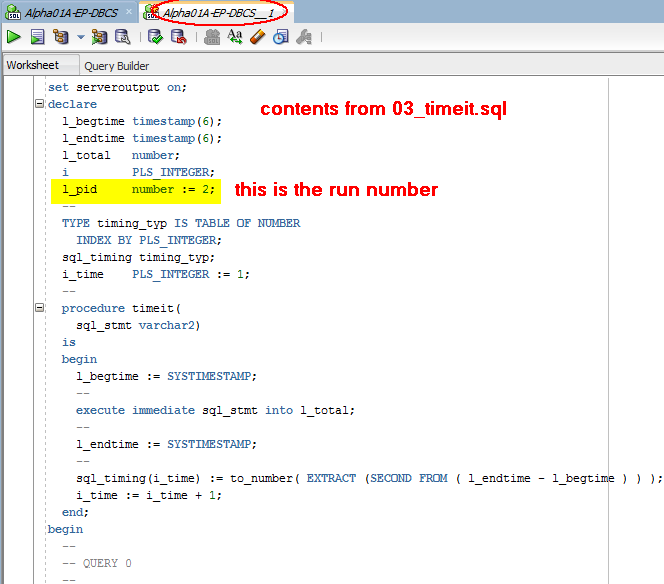 Alpha01A-EP-DBCS × Alpha01A-EP-DBCS__1
Worksheet Query Builder
set serveroutput on;
declare
contents from 03_timeit.sql
l_begtime timestamp(6);
l_endtime timestamp(6);
l_total number;
i PLS_INTEGER;
l_pid number := 2; this is the run number
--
TYPE timing_typ IS TABLE OF NUMBER
INDEX BY PLS_INTEGER;
sql_timing timing_typ;
i_time PLS_INTEGER := 1;
--
procedure timeit(
sql_stmt varchar2)
is
begin
l_begtime := SYSTIMESTAMP;
--
execute immediate sql_stmt into l_total;
--
l_endtime := SYSTIMESTAMP;
--
sql_timing(i_time) := to_number( EXTRACT (SECOND FROM ( l_endtime - l_begtime ) ) );
i_time := i_time + 1;
end;
begin
--
-- QUERY 0
--